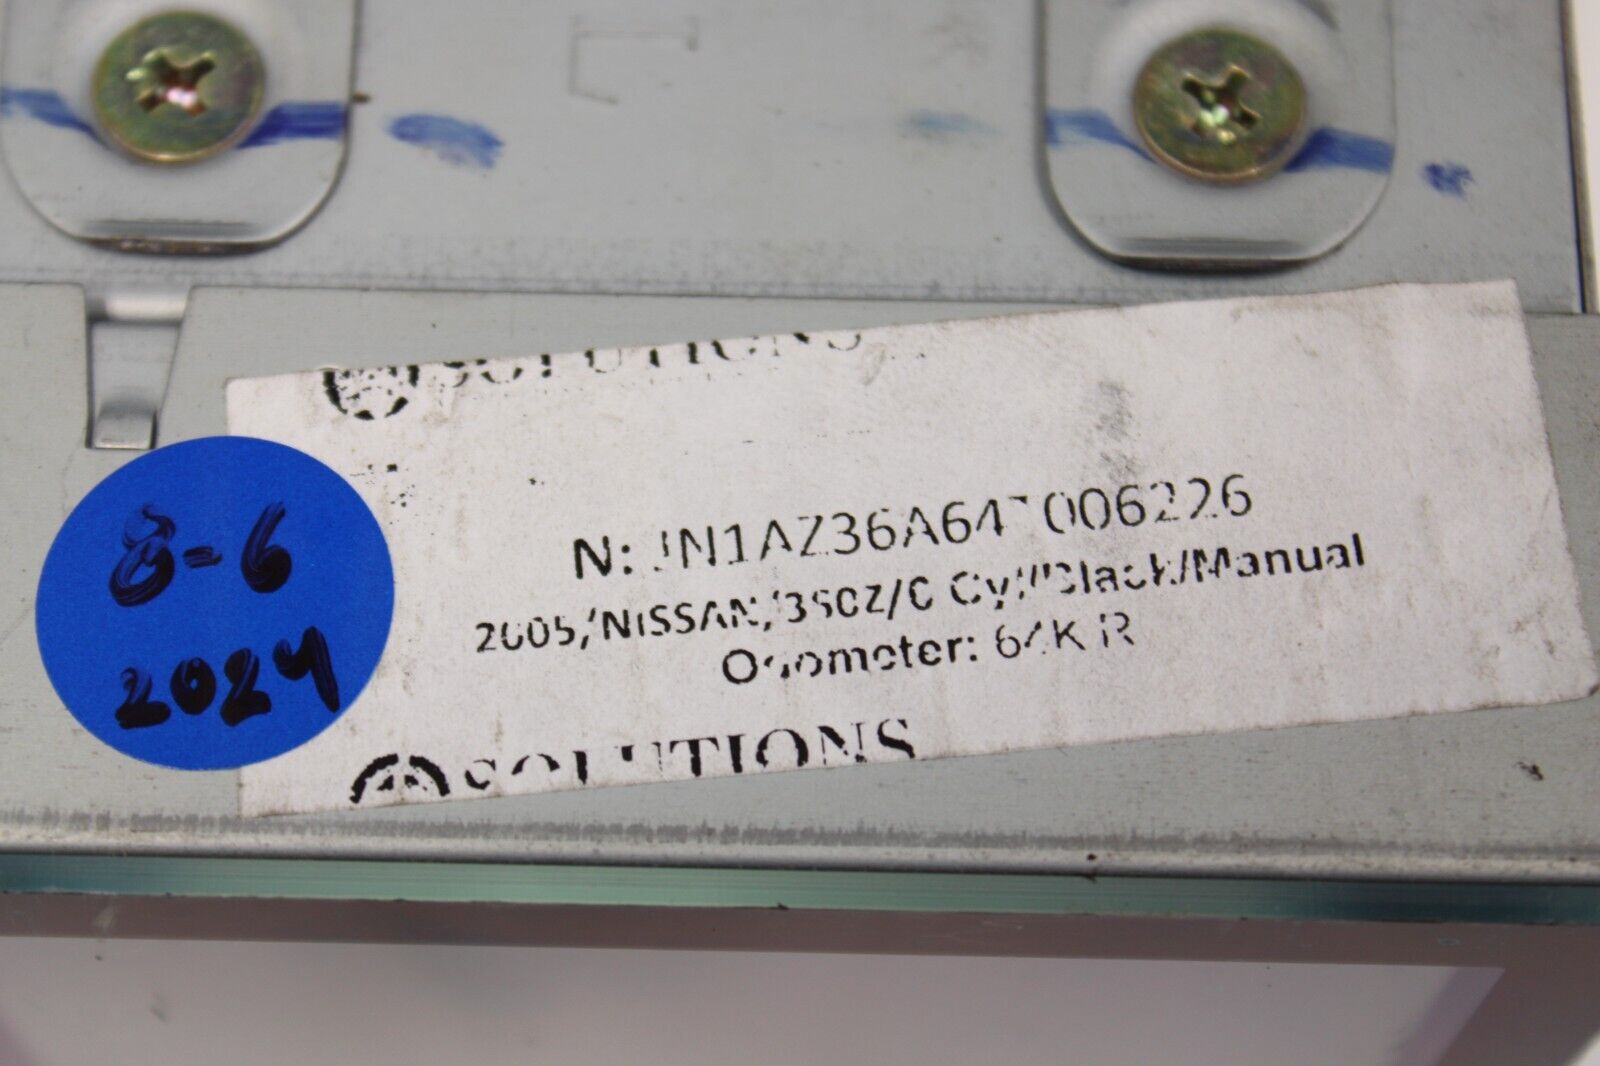 SOLUTIONS
8-6
2024
N: JN1AZ36A64T006226
2005/NISSAN/350Z/6 Cyl/Black/Manual
Odometer: 64K R
SOLUTIONS